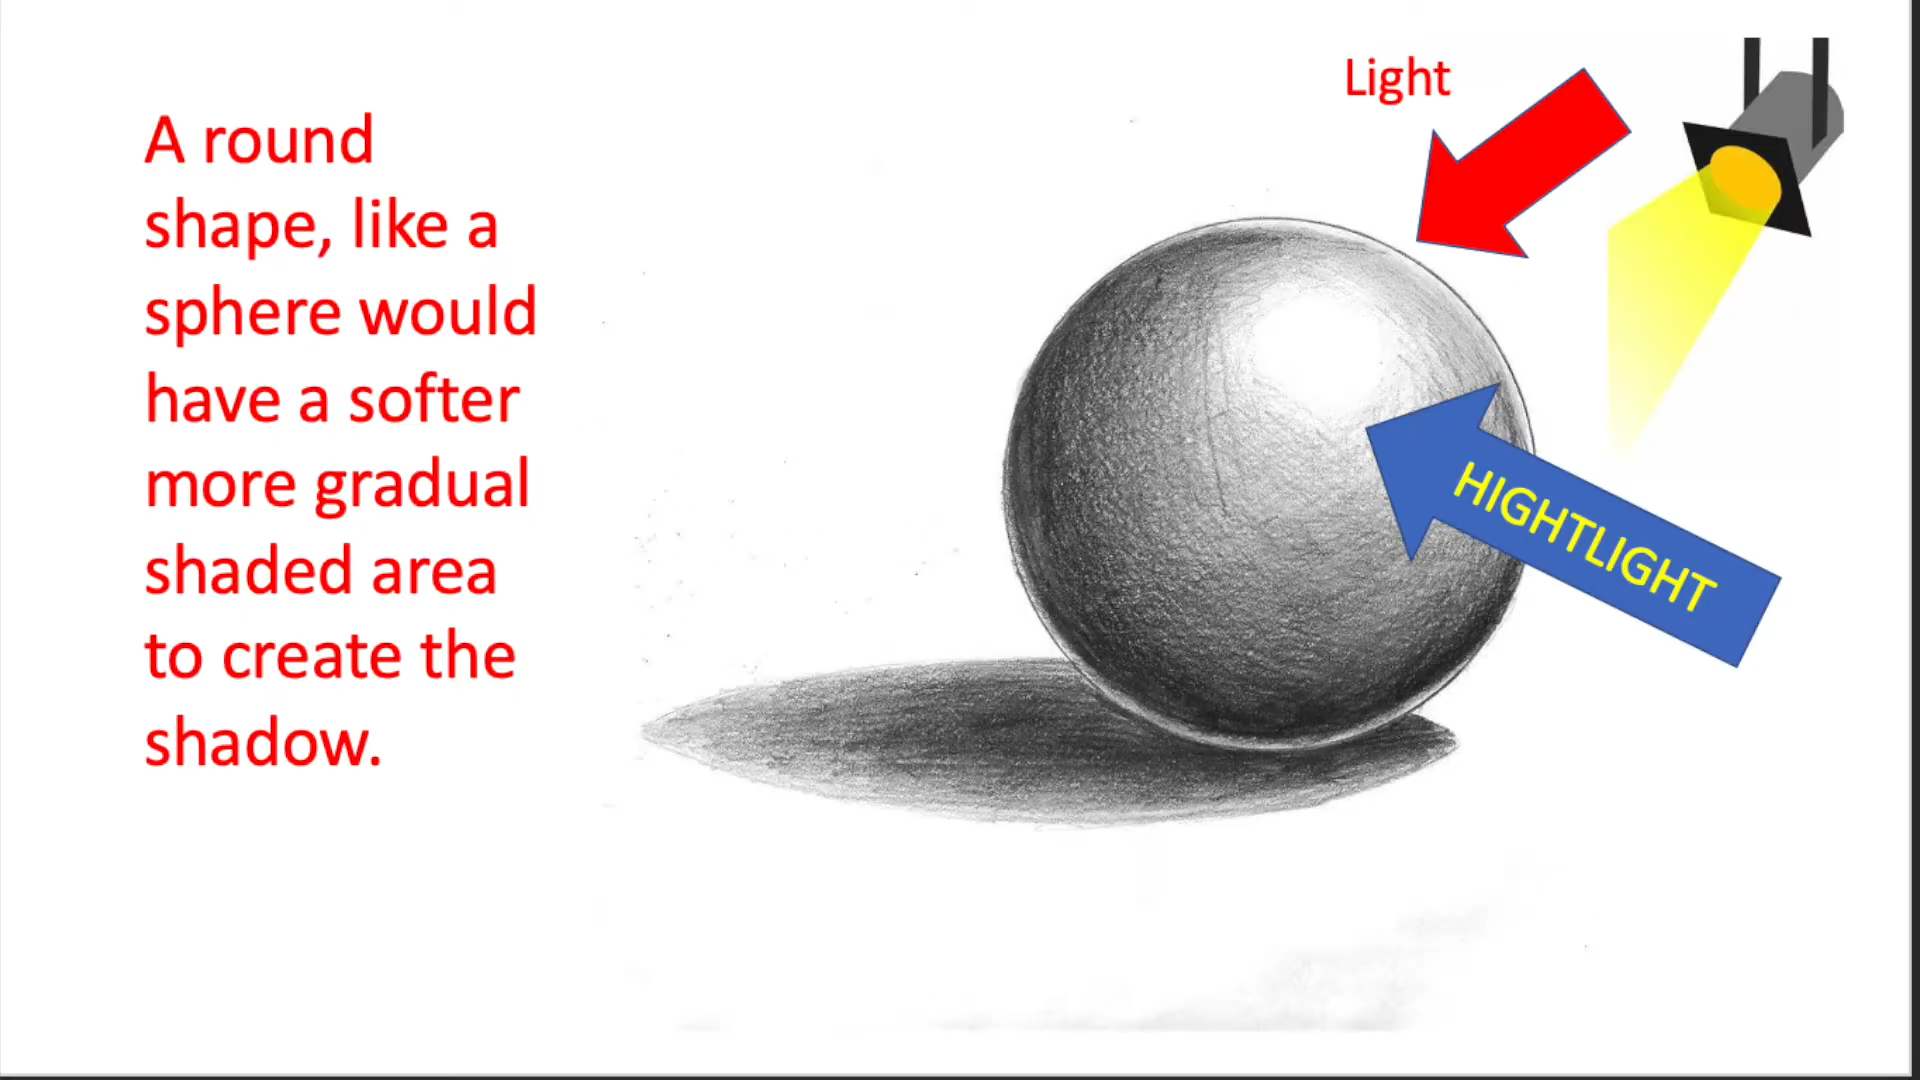 Light
A round
shape, like a
sphere would
have a softer
more gradual
shaded area
to create the
shadow.
HIGHTLIGHT